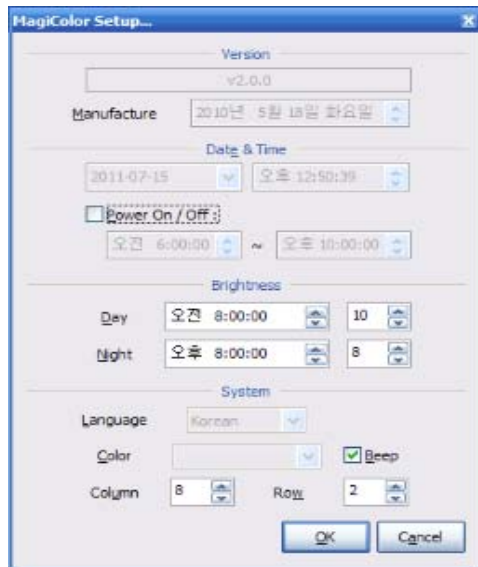 MagiColor Setup...
Version
v2.0.0
Manufacture 2010년 5월 18일 화요일
Date & Time
2011-07-15 오후 12:50:39
Power On / Off :
오전 6:00:00 ~ 오후 10:00:00
Brightness
Day 오전 8:00:00 10
Night 오후 8:00:00 8
System
Language Korean
Color Beep
Column 8 Row 2
OK Cancel